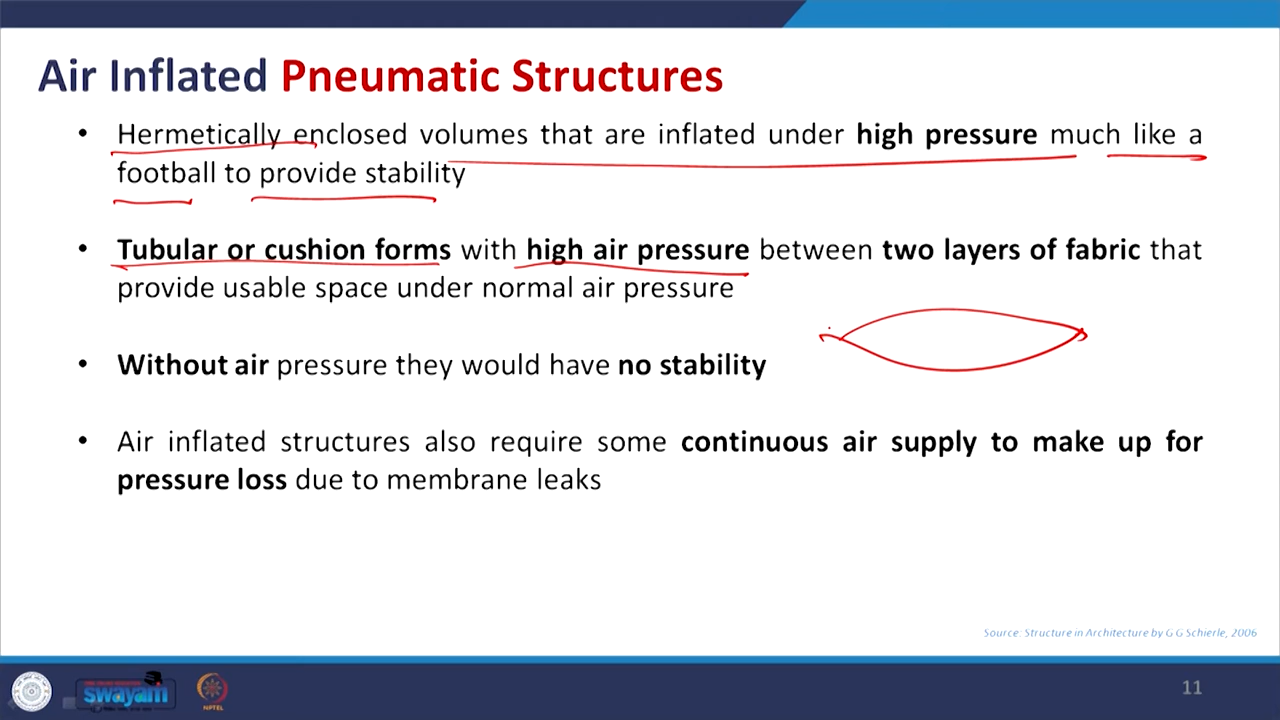 Air Inflated Pneumatic Structures
• Hermetically enclosed volumes that are inflated under high pressure much like a
football to provide stability
• Tubular or cushion forms with high air pressure between two layers of fabric that
provide usable space under normal air pressure
• Without air pressure they would have no stability
• Air inflated structures also require some continuous air supply to make up for
pressure loss due to membrane leaks
Source: Structure in Architecture by G G Schierle, 2006
swayam
NPTEL
11